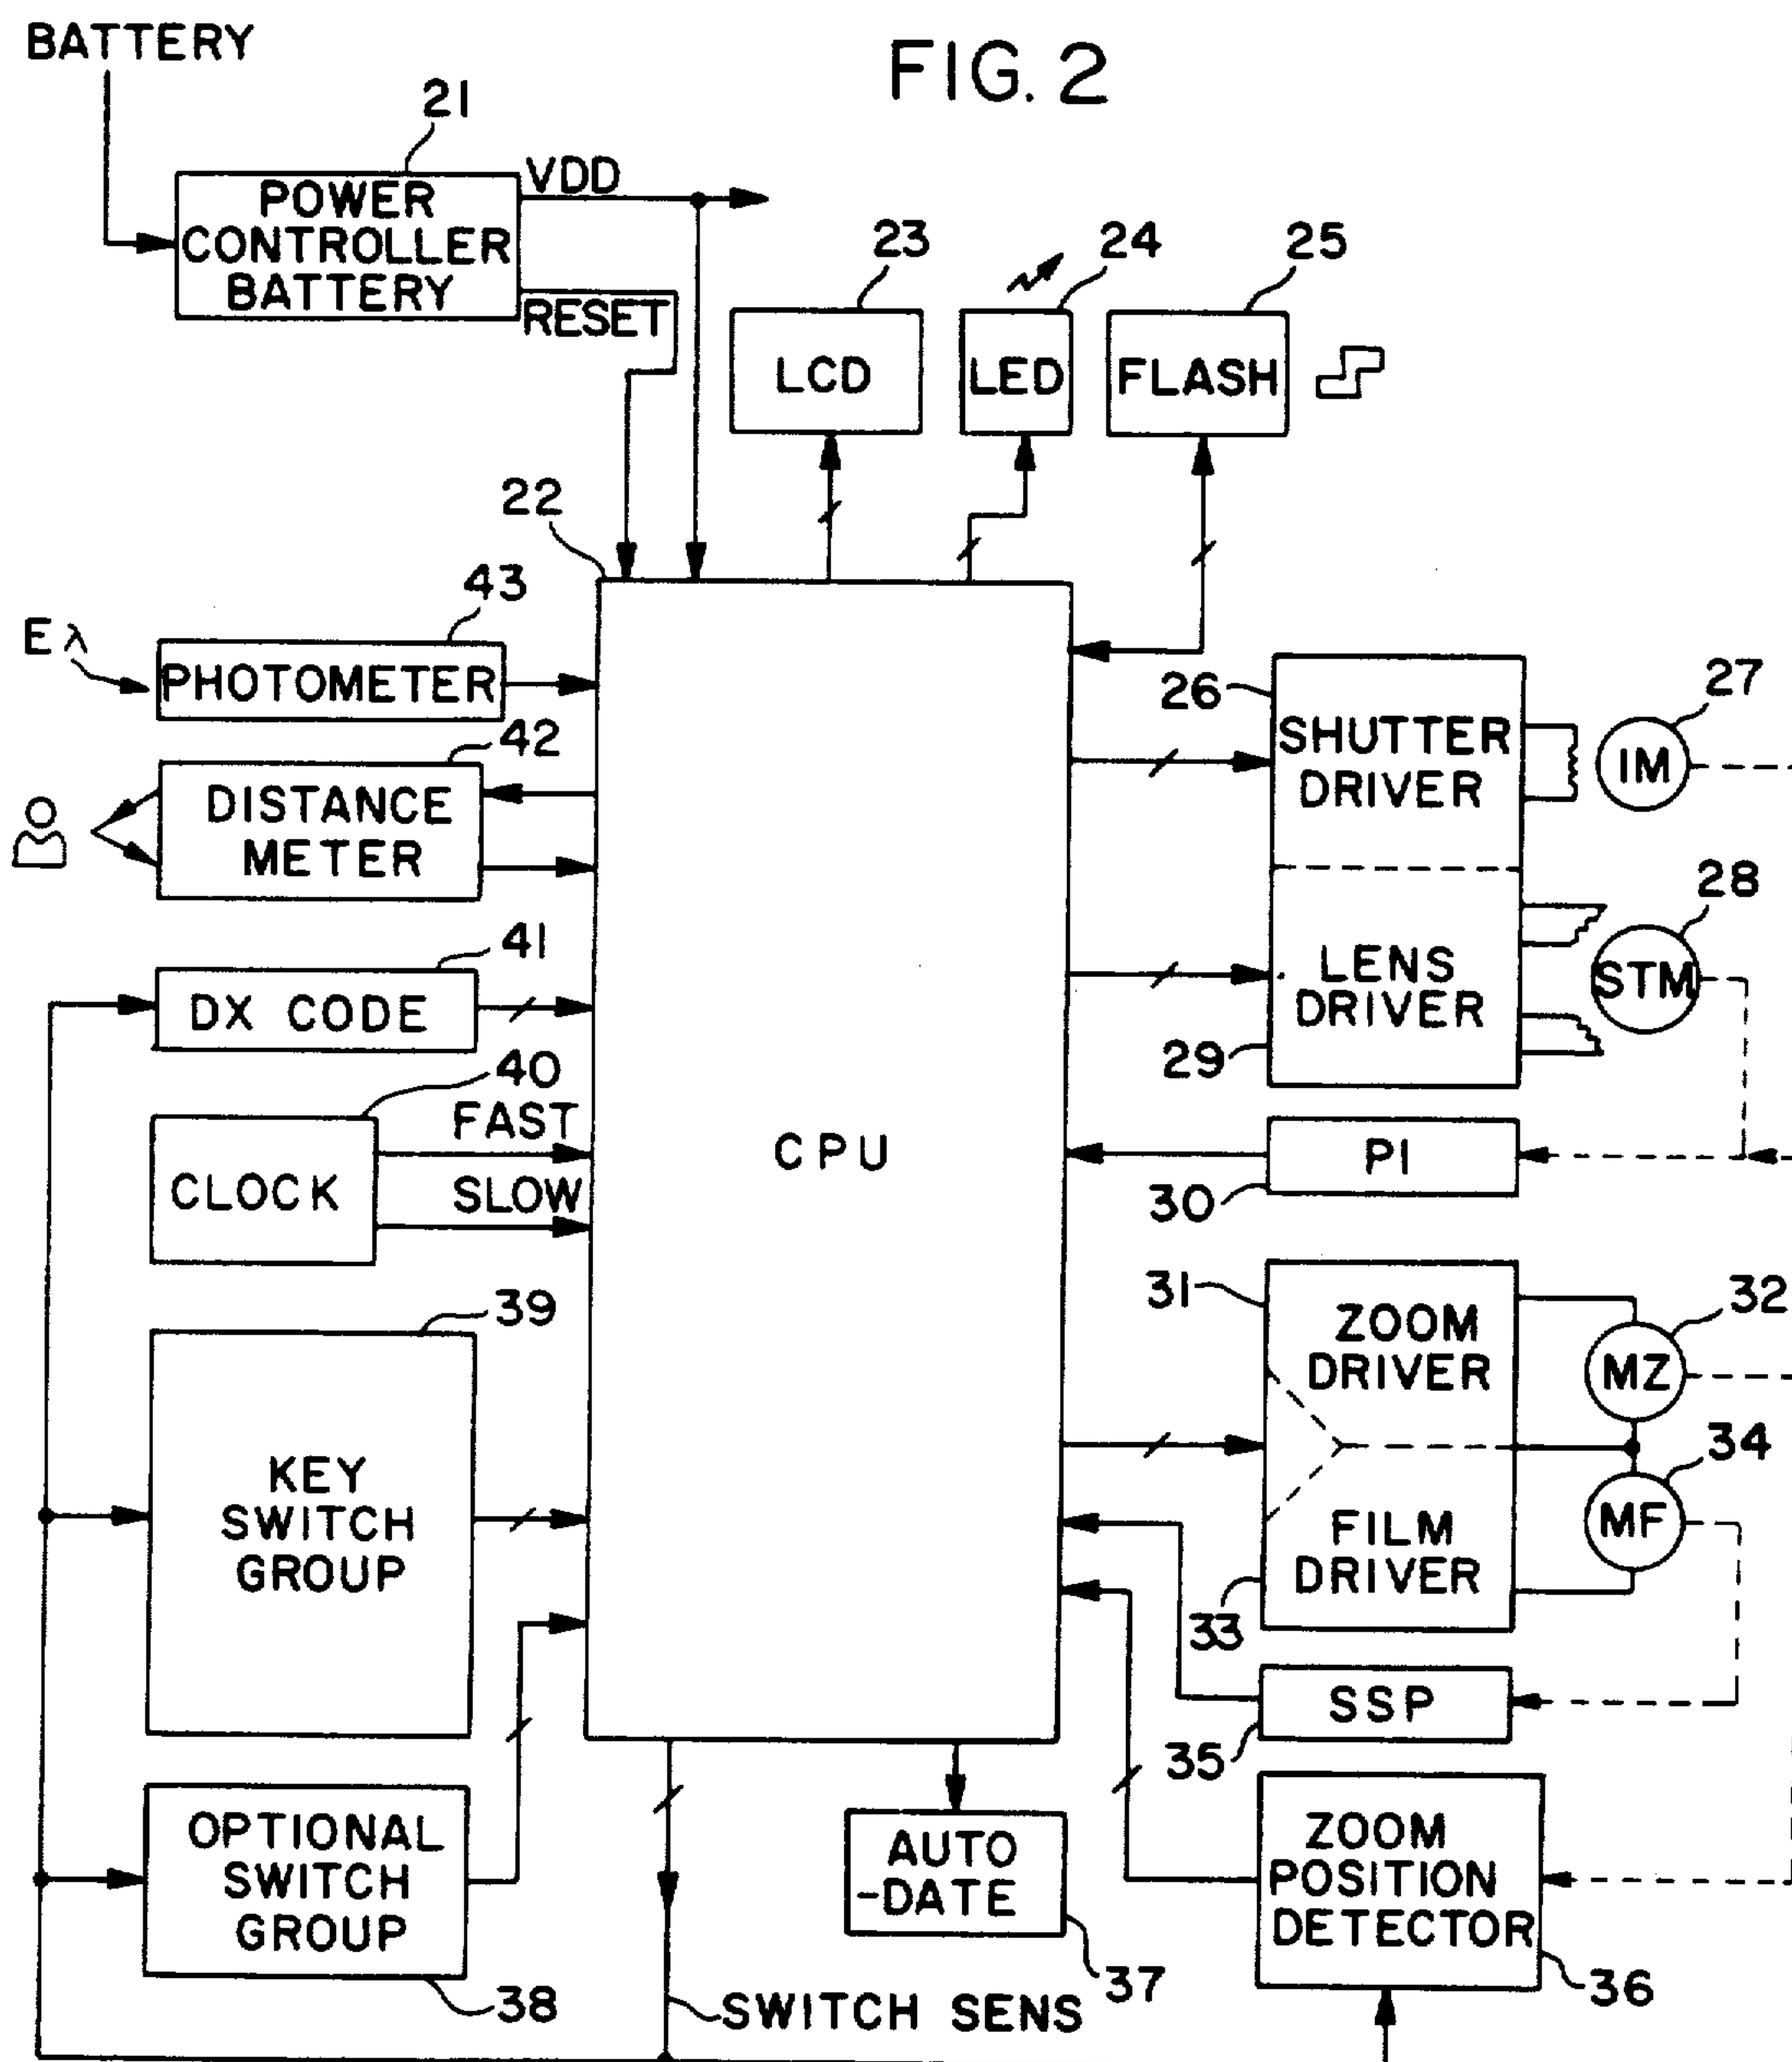 BATTERY
FIG. 2
21
VDD
POWER
CONTROLLER
BATTERY
RESET
23
24
25
LCD
LED
FLASH
22
43
Eλ
PHOTOMETER
42
DISTANCE
METER
41
DX CODE
40
FAST
CLOCK
SLOW
39
KEY
SWITCH
GROUP
OPTIONAL
SWITCH
GROUP
38
CPU
26
SHUTTER
DRIVER
27
IM
28
LENS
DRIVER
STM
29
PI
30
31
ZOOM
DRIVER
32
MZ
34
FILM
DRIVER
MF
33
SSP
35
ZOOM
POSITION
DETECTOR
36
AUTO
-DATE
37
SWITCH SENS